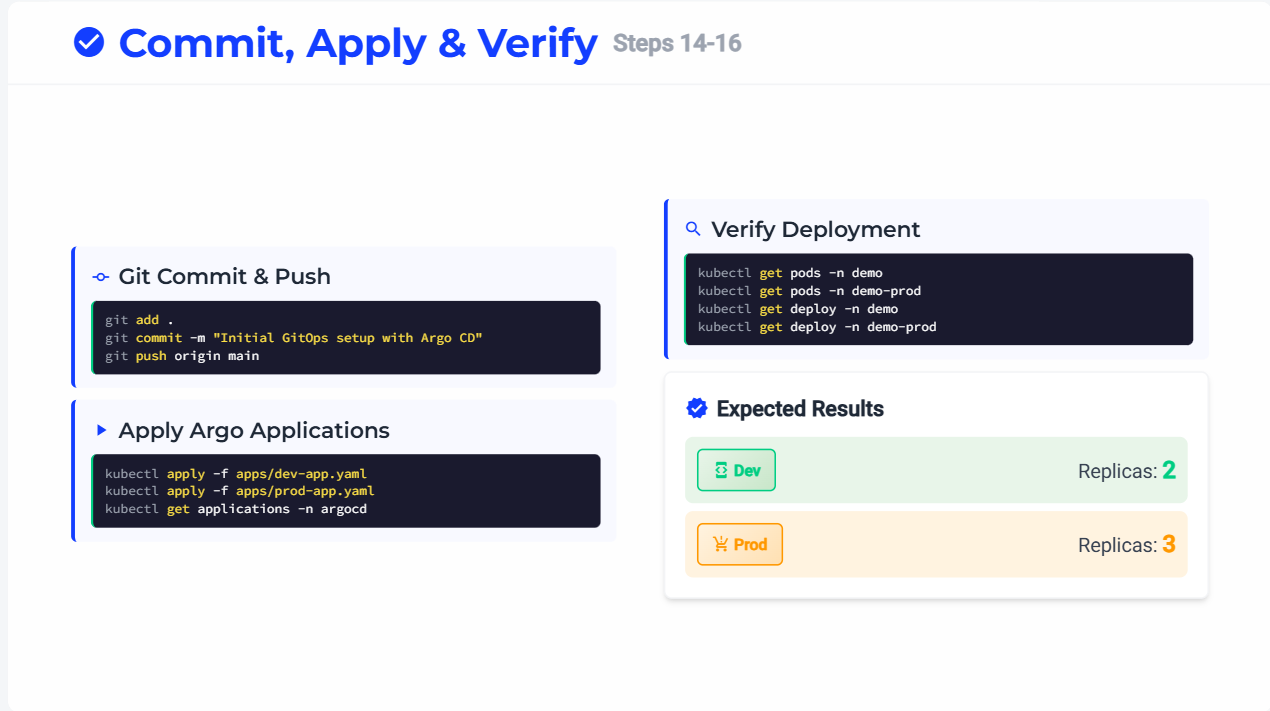 Commit, Apply & Verify Steps 14-16
Git Commit & Push
git add .
git commit -m "Initial GitOps setup with Argo CD"
git push origin main
Apply Argo Applications
kubectl apply -f apps/dev-app.yaml
kubectl apply -f apps/prod-app.yaml
kubectl get applications -n argocd
Verify Deployment
kubectl get pods -n demo
kubectl get pods -n demo-prod
kubectl get deploy -n demo
kubectl get deploy -n demo-prod
Expected Results
Dev Replicas: 2
Prod Replicas: 3